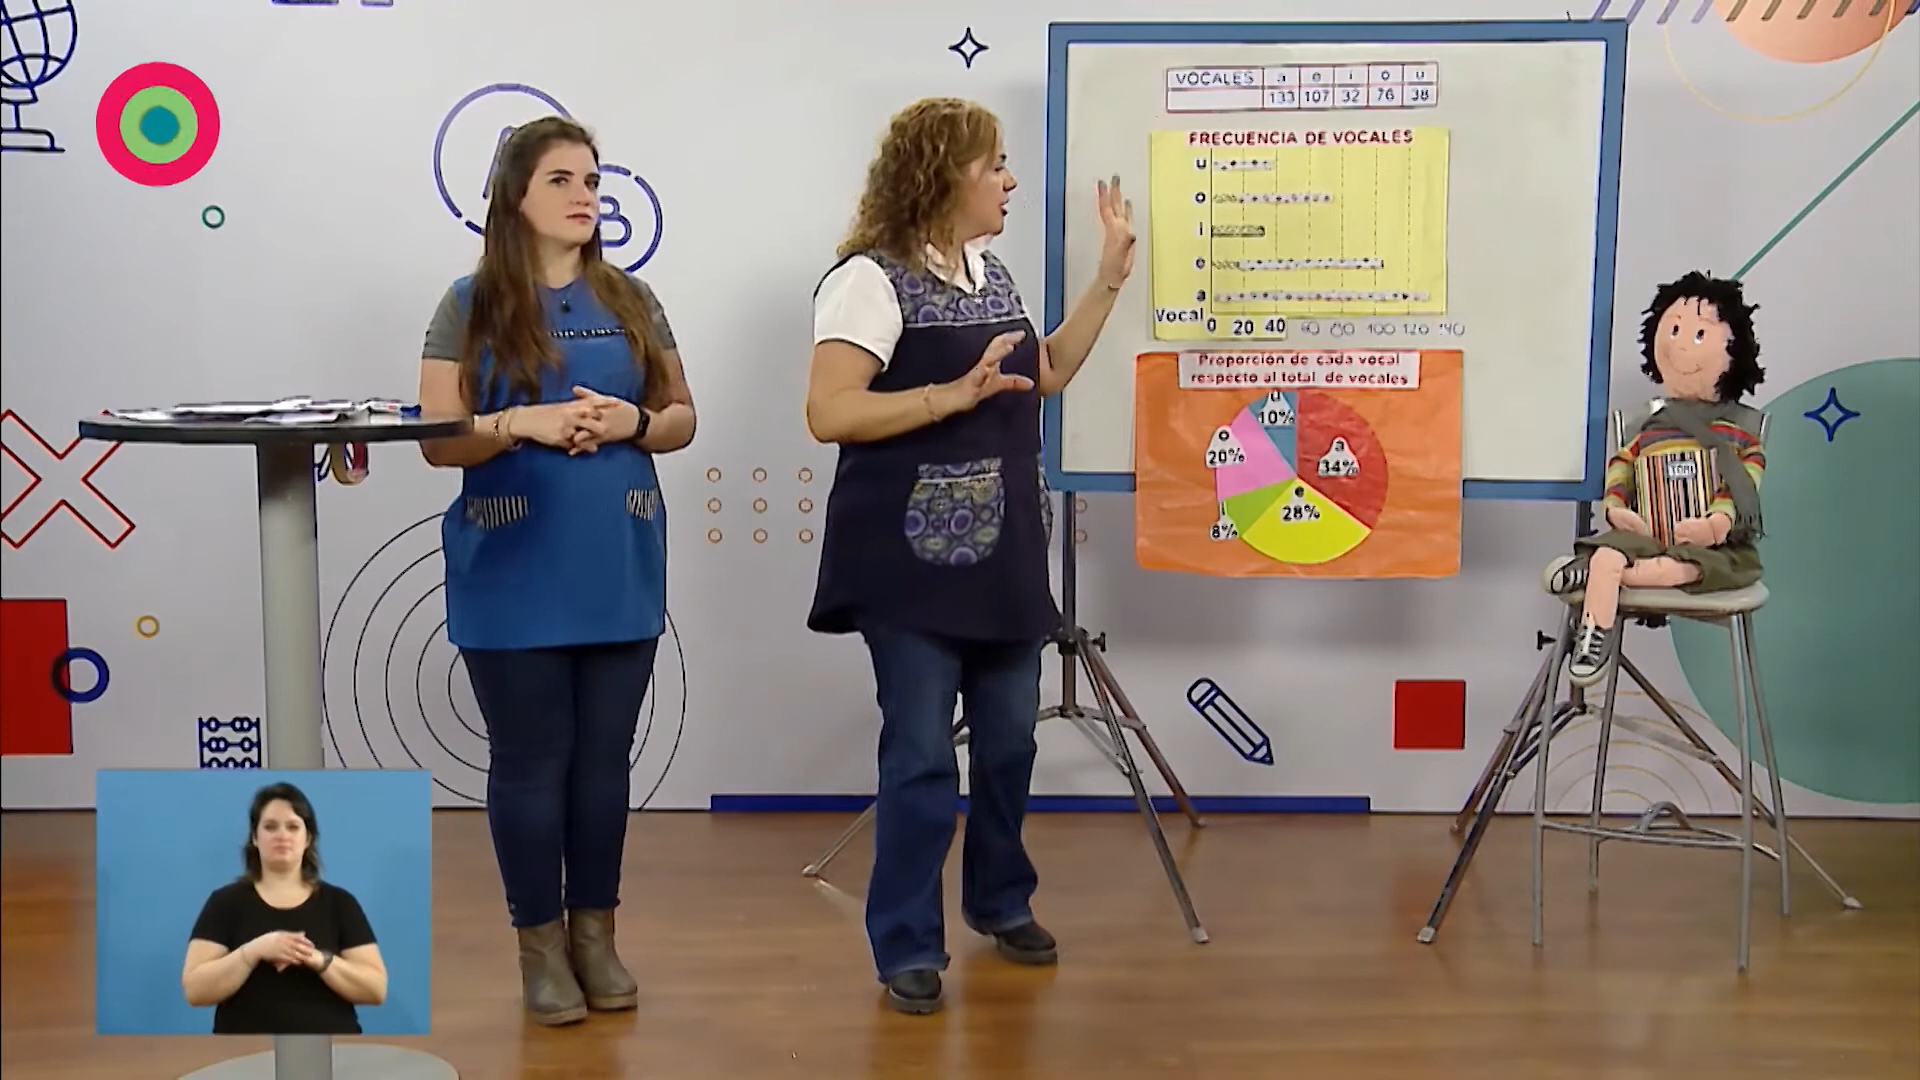 B
VOCALES a e i o u
133 107 32 76 38
FRECUENCIA DE VOCALES
u
o
i
e
a
Vocal
0 20 40 60 80 100 120 140
Proporción de cada vocal
respecto al total de vocales
u
10%
a
34%
o
20%
e
28%
i
8%
TOMI